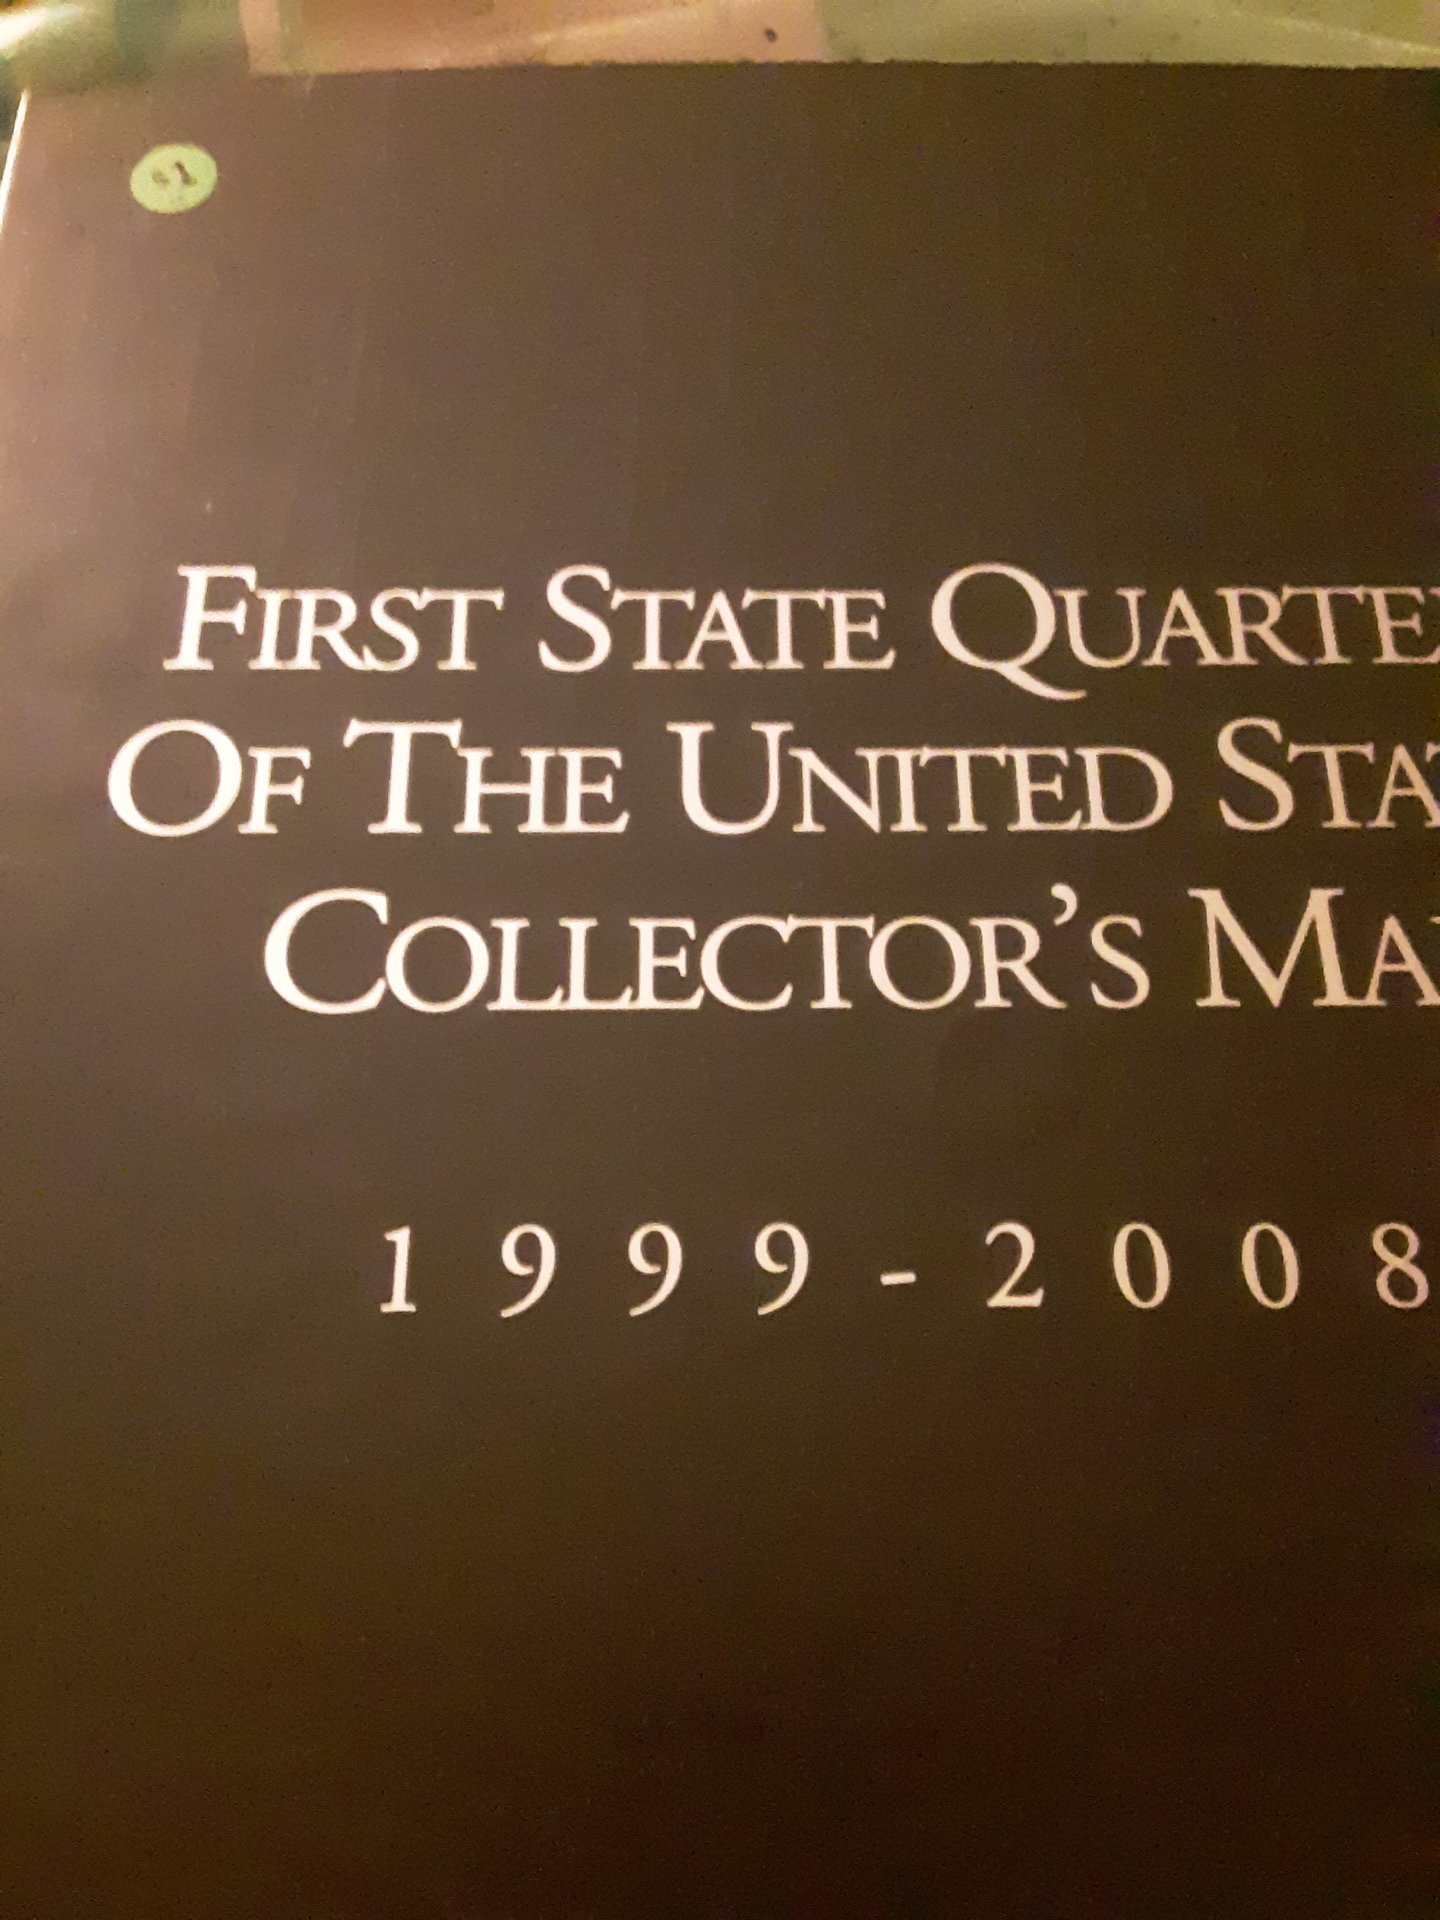 FIRST STATE QUARTE
OF THE UNITED STA
COLLECTOR'S MA
1999-2008